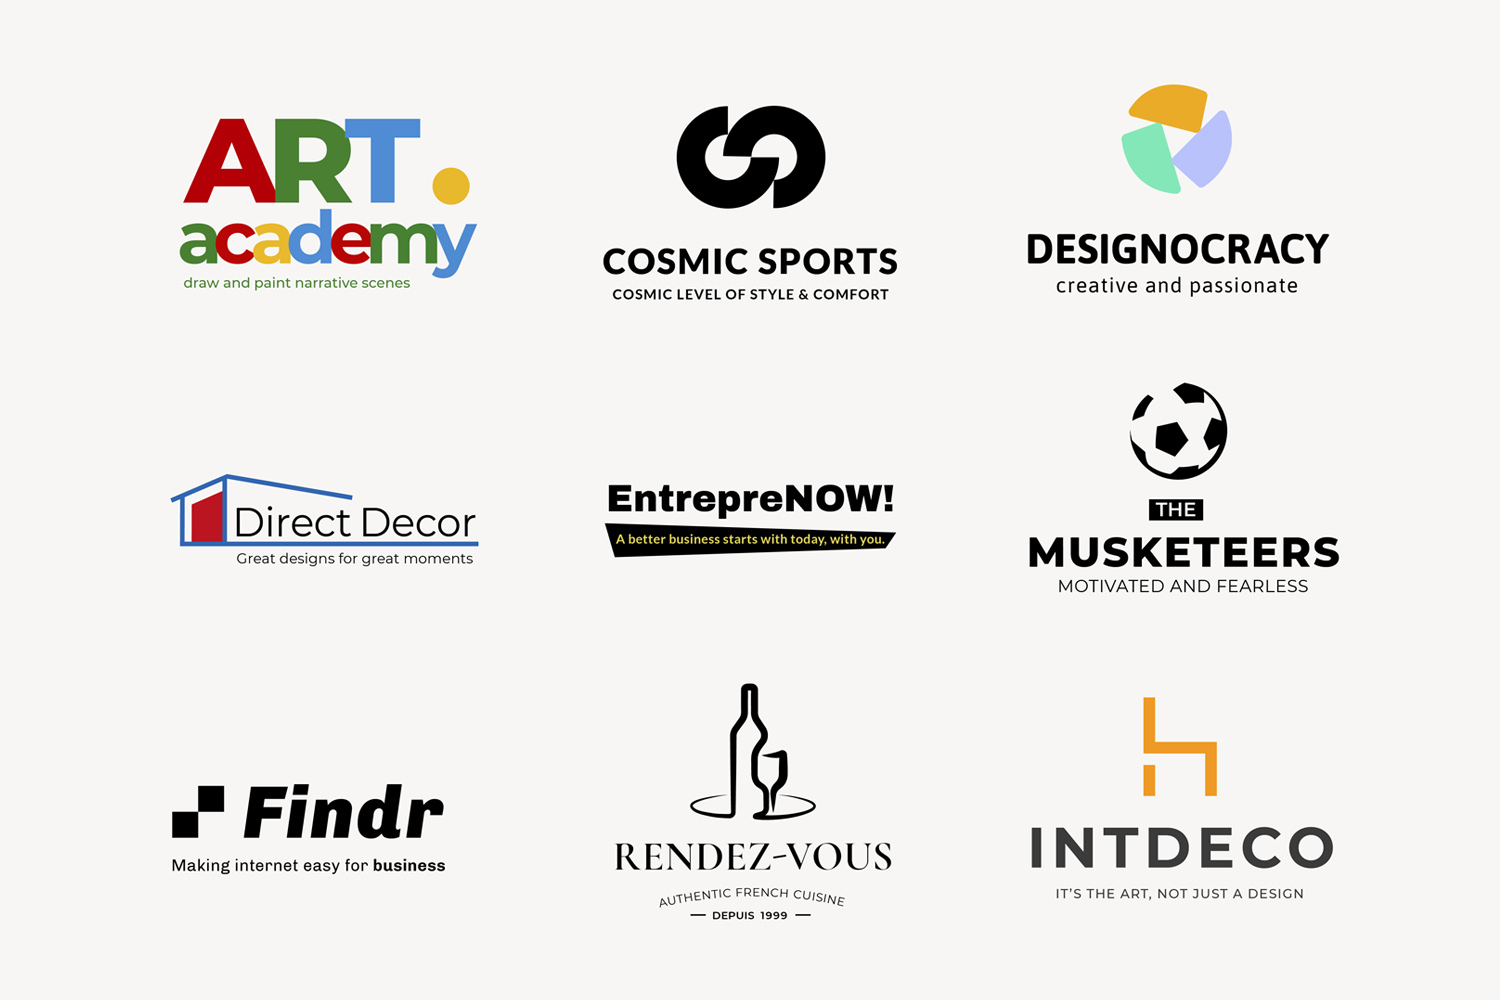 ART.
academy
draw and paint narrative scenes
COSMIC SPORTS
COSMIC LEVEL OF STYLE & COMFORT
DESIGNOCRACY
creative and passionate
Direct Decor
Great designs for great moments
EntrepreNOW!
A better business starts with today, with you.
THE
MUSKETEERS
MOTIVATED AND FEARLESS
Findr
Making internet easy for business
RENDEZ-VOUS
AUTHENTIC FRENCH CUISINE
DEPUIS 1999
INTDECO
IT'S THE ART, NOT JUST A DESIGN